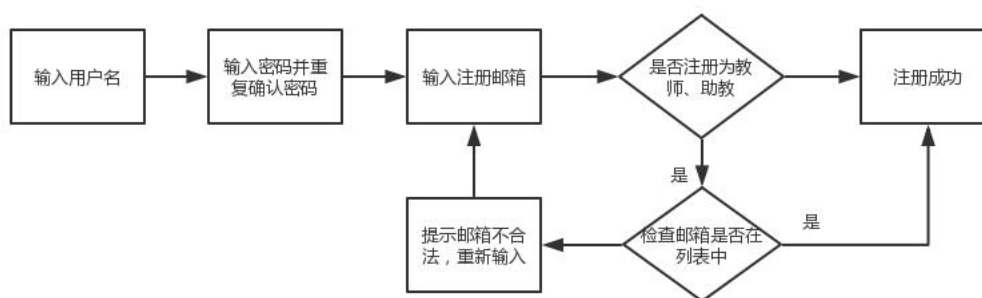 输入用户名
输入密码并重
复确认密码
输入注册邮箱
是否注册为教
师、助教
注册成功
是
提示邮箱不合
法，重新输入
检查邮箱是否在
列表中
是